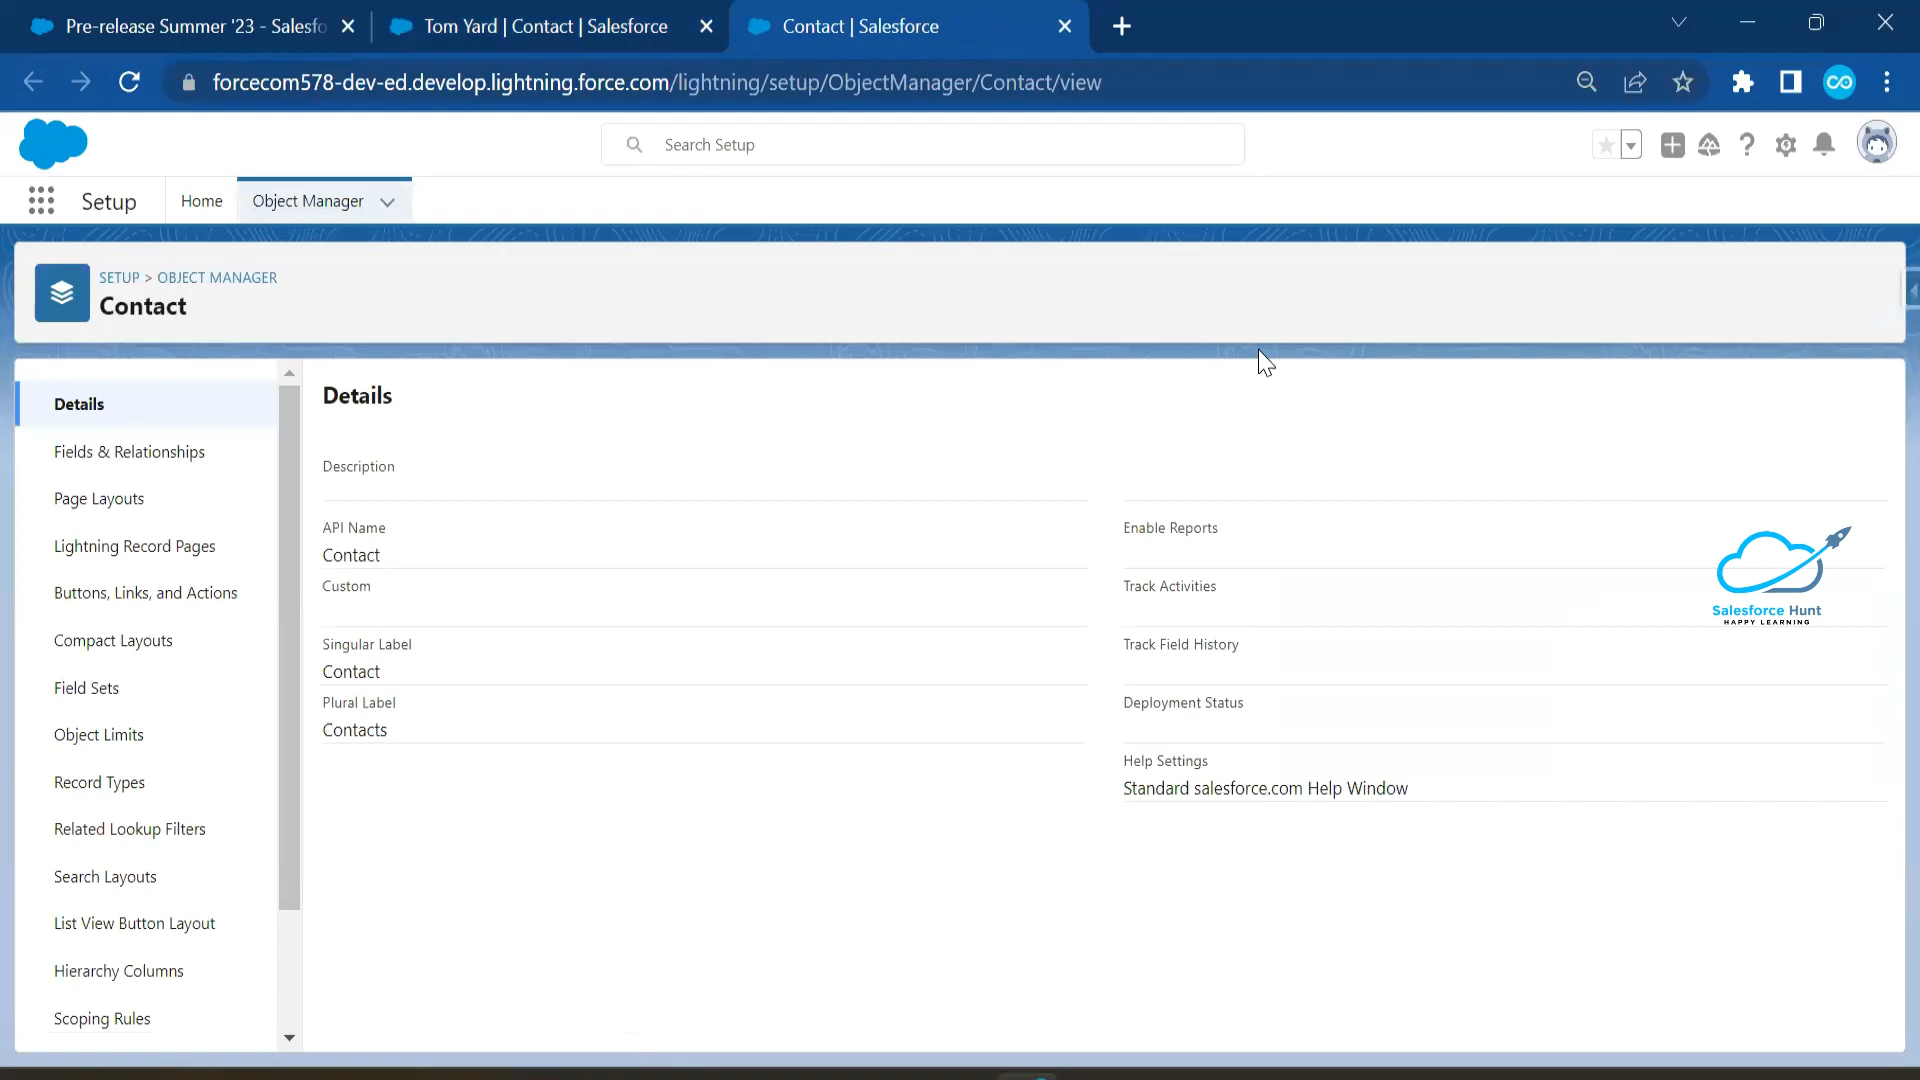 Pre-release Summer '23 - Salesfo
Tom Yard | Contact | Salesforce
Contact | Salesforce
forcecom578-dev-ed.develop.lightning.force.com/lightning/setup/ObjectManager/Contact/view
Search Setup
Setup
Home
Object Manager
SETUP > OBJECT MANAGER
Contact
Details
Fields & Relationships
Page Layouts
Lightning Record Pages
Buttons, Links, and Actions
Compact Layouts
Field Sets
Object Limits
Record Types
Related Lookup Filters
Search Layouts
List View Button Layout
Hierarchy Columns
Scoping Rules
Details
Description
API Name
Contact
Custom
Singular Label
Contact
Plural Label
Contacts
Enable Reports
Track Activities
Track Field History
Deployment Status
Help Settings
Standard salesforce.com Help Window
Salesforce Hunt
HAPPY LEARNING